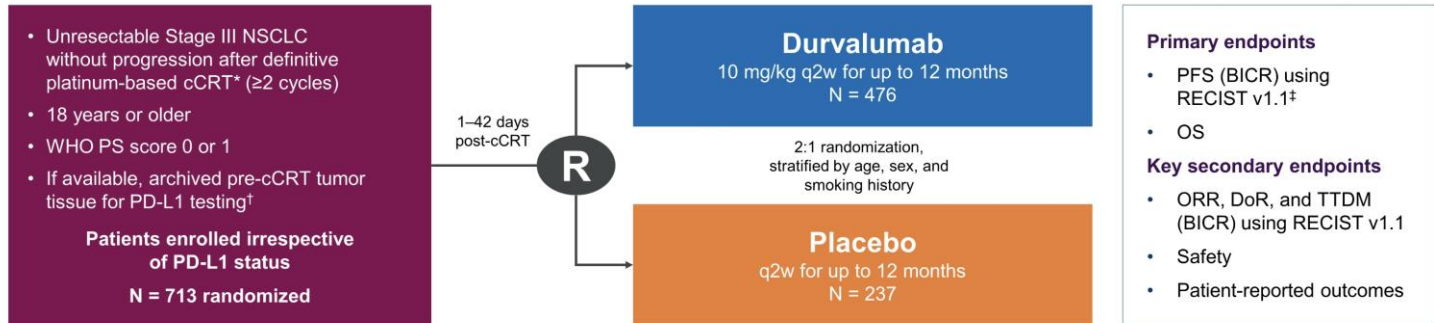 • Unresectable Stage III NSCLC
without progression after definitive
platinum-based cCRT* (≥2 cycles)
• 18 years or older
• WHO PS score 0 or 1
• If available, archived pre-cCRT tumor
tissue for PD-L1 testing†
Patients enrolled irrespective
of PD-L1 status
N = 713 randomized
1–42 days
post-cCRT
R
Durvalumab
10 mg/kg q2w for up to 12 months
N = 476
2:1 randomization,
stratified by age, sex, and
smoking history
Placebo
q2w for up to 12 months
N = 237
Primary endpoints
• PFS (BICR) using
RECIST v1.1‡
• OS
Key secondary endpoints
• ORR, DoR, and TTDM
(BICR) using RECIST v1.1
• Safety
• Patient-reported outcomes